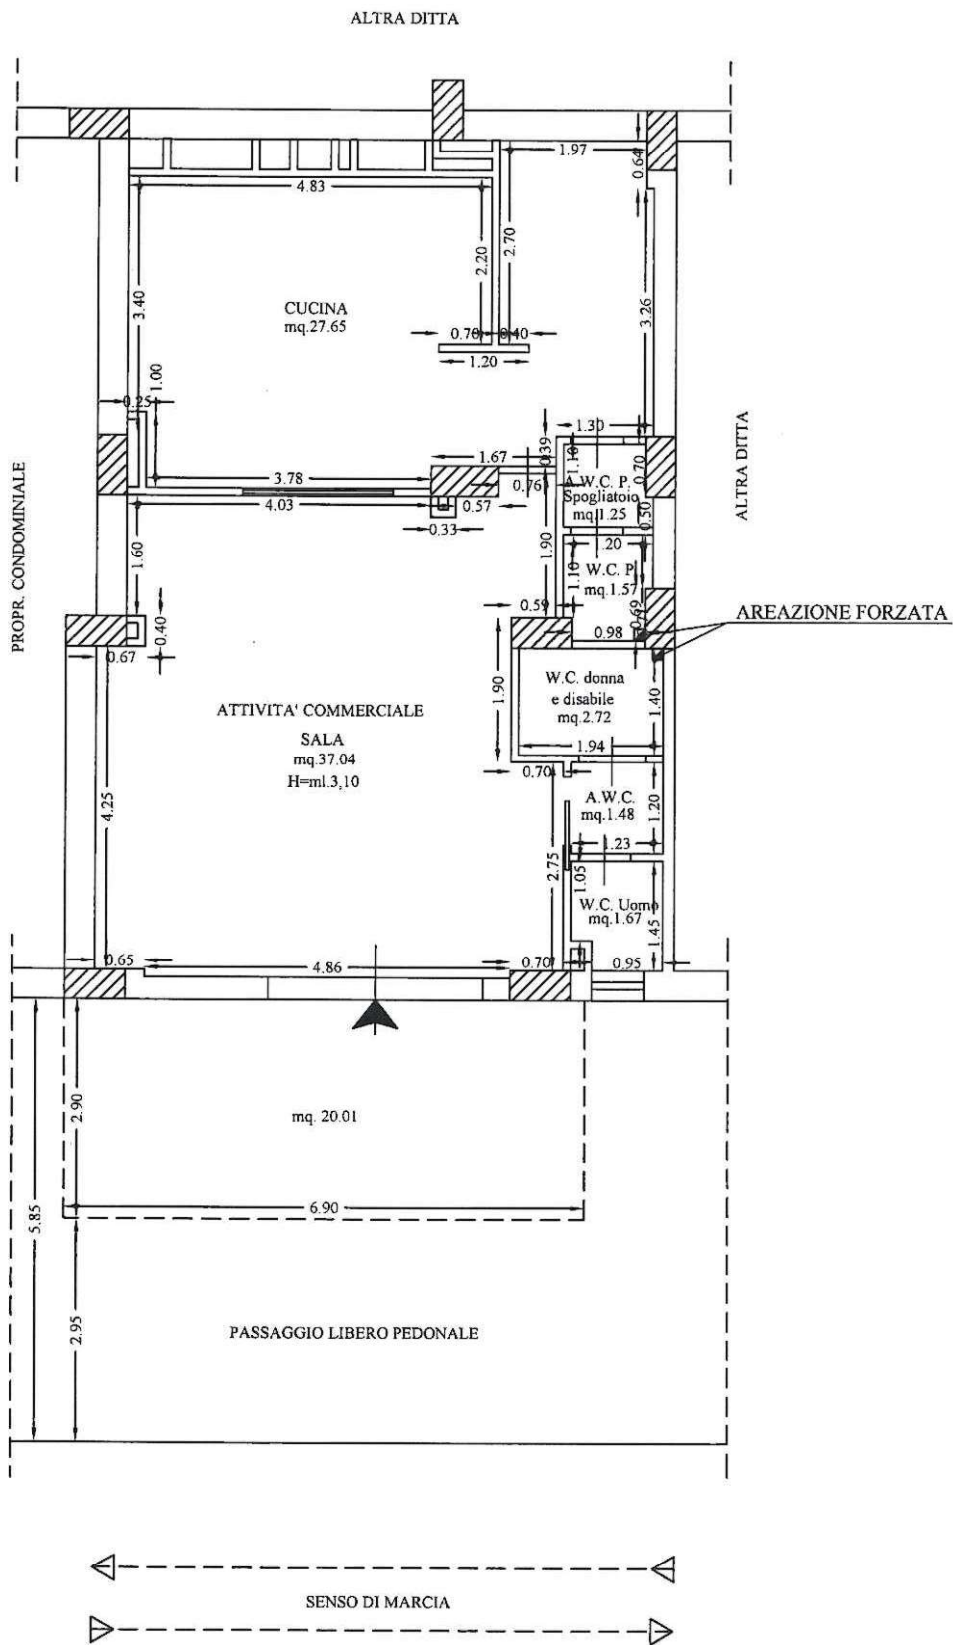 ALTRA DITTA
1.97
0.64
4.83
2.70
2.20
3.40
3.26
CUCINA
mq.27.65
0.70
0.40
1.20
1.00
0.25
1.30
1.67
0.39
1.10
0.70
3.78
0.76
A.W.C. P.
Spogliatoio
mq.1.25
4.03
0.57
0.50
0.33
1.60
1.90
1.20
W.C. P.
mq.1.57
1.10
0.59
0.69
0.98
AREAZIONE FORZATA
PROPR. CONDOMINIALE
ALTRA DITTA
0.40
0.67
W.C. donna
e disabile
mq.2.72
1.90
1.40
1.94
ATTIVITA' COMMERCIALE
SALA
mq.37.04
H=ml.3,10
0.70
A.W.C.
mq.1.48
1.20
4.25
1.23
2.75
1.05
W.C. Uomo
mq.1.67
1.45
0.65
4.86
0.70
0.95
2.90
mq. 20.01
6.90
5.85
2.95
PASSAGGIO LIBERO PEDONALE
SENSO DI MARCIA